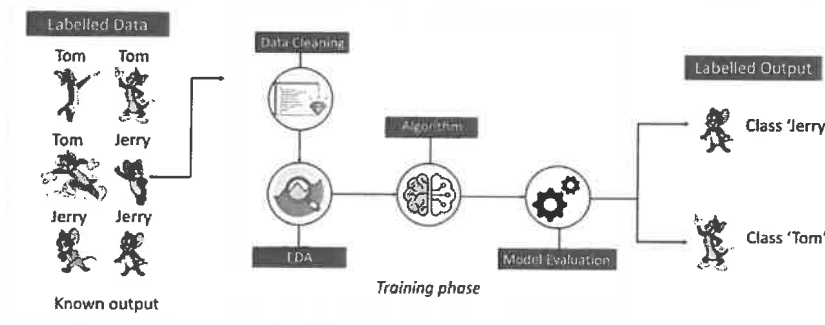 Labelled Data
Tom Tom
Tom Jerry
Jerry Jerry
Known output
Data Cleaning
EDA
Algorithm
Model Evaluation
Training phase
Labelled Output
Class 'Jerry
Class 'Tom'